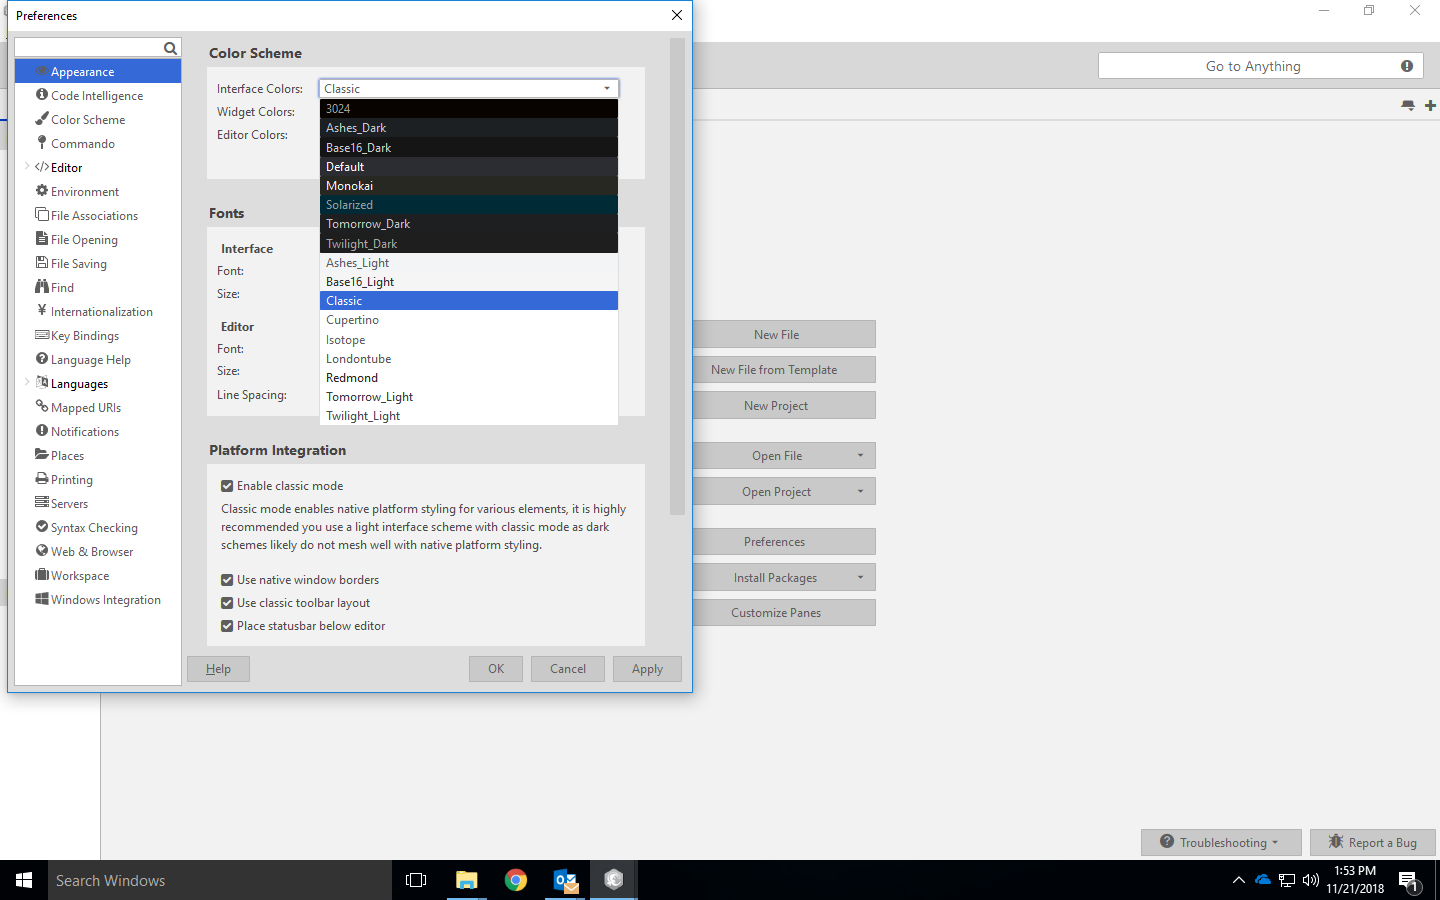 Preferences
Appearance
Code Intelligence
Color Scheme
Commando
Editor
Environment
File Associations
File Opening
File Saving
Find
Internationalization
Key Bindings
Language Help
Languages
Mapped URIs
Notifications
Places
Printing
Servers
Syntax Checking
Web & Browser
Workspace
Windows Integration
Color Scheme
Interface Colors:
Classic
Widget Colors:
Editor Colors:
3024
Ashes_Dark
Base16_Dark
Default
Monokai
Solarized
Tomorrow_Dark
Twilight_Dark
Ashes_Light
Base16_Light
Classic
Cupertino
Isotope
Londontube
Redmond
Tomorrow_Light
Twilight_Light
Fonts
Interface
Font:
Size:
Editor
Font:
Size:
Line Spacing:
Platform Integration
Enable classic mode
Classic mode enables native platform styling for various elements, it is highly
recommended you use a light interface scheme with classic mode as dark
schemes likely do not mesh well with native platform styling.
Use native window borders
Use classic toolbar layout
Place statusbar below editor
Help
OK
Cancel
Apply
Go to Anything
New File
New File from Template
New Project
Open File
Open Project
Preferences
Install Packages
Customize Panes
Troubleshooting
Report a Bug
Search Windows
1:53 PM
11/21/2018
1